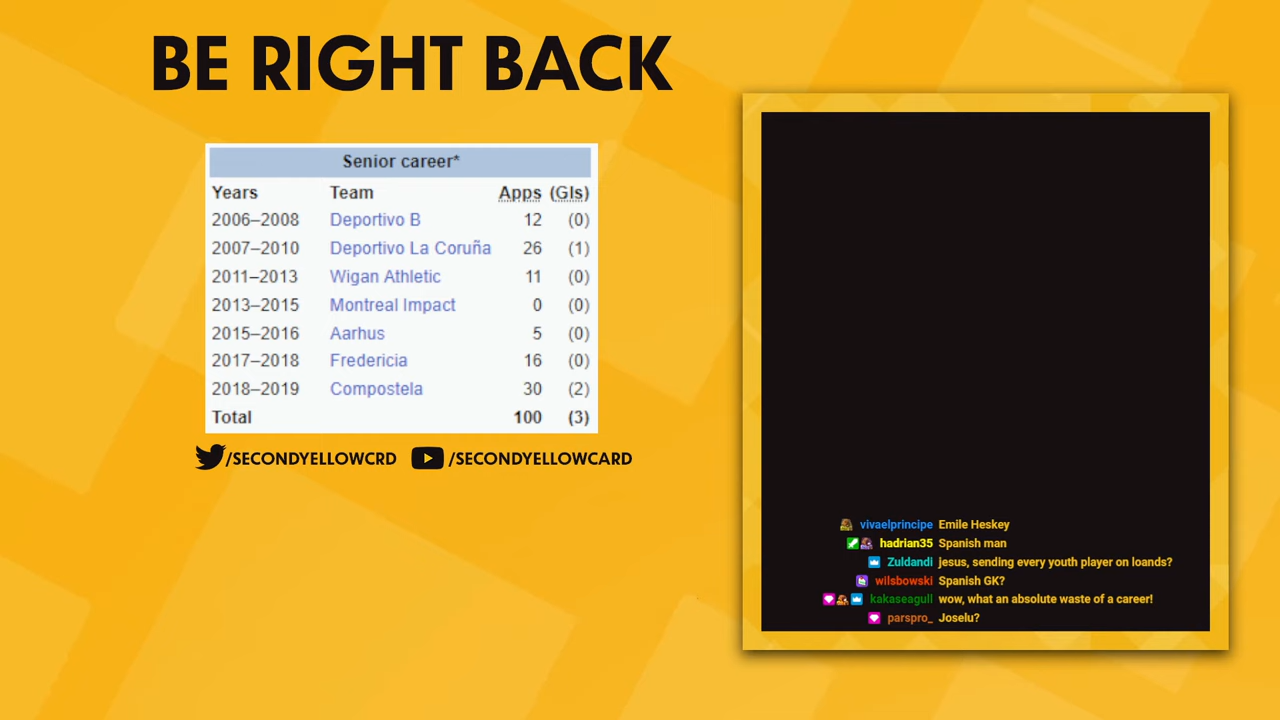 BE RIGHT BACK
Senior career*
Years Team Apps (Gls)
2006–2008 Deportivo B 12 (0)
2007–2010 Deportivo La Coruña 26 (1)
2011–2013 Wigan Athletic 11 (0)
2013–2015 Montreal Impact 0 (0)
2015–2016 Aarhus 5 (0)
2017–2018 Fredericia 16 (0)
2018–2019 Compostela 30 (2)
Total 100 (3)
/SECONDYELLOWCRD /SECONDYELLOWCARD
vivaelprincipe Emile Heskey
hadrian35 Spanish man
Zuldandi jesus, sending every youth player on loands?
wilsbowski Spanish GK?
kakaseagull wow, what an absolute waste of a career!
parspro_ Joselu?